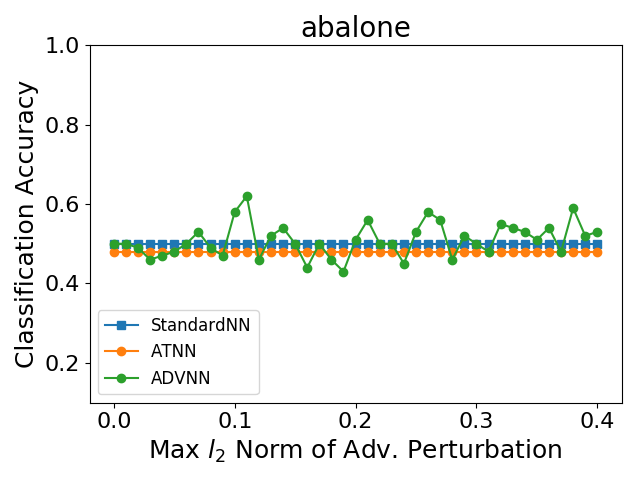 abalone
Classification Accuracy
1.0
0.8
0.6
0.4
0.2
StandardNN
ATNN
ADVNN
0.0 0.1 0.2 0.3 0.4
Max l₂ Norm of Adv. Perturbation